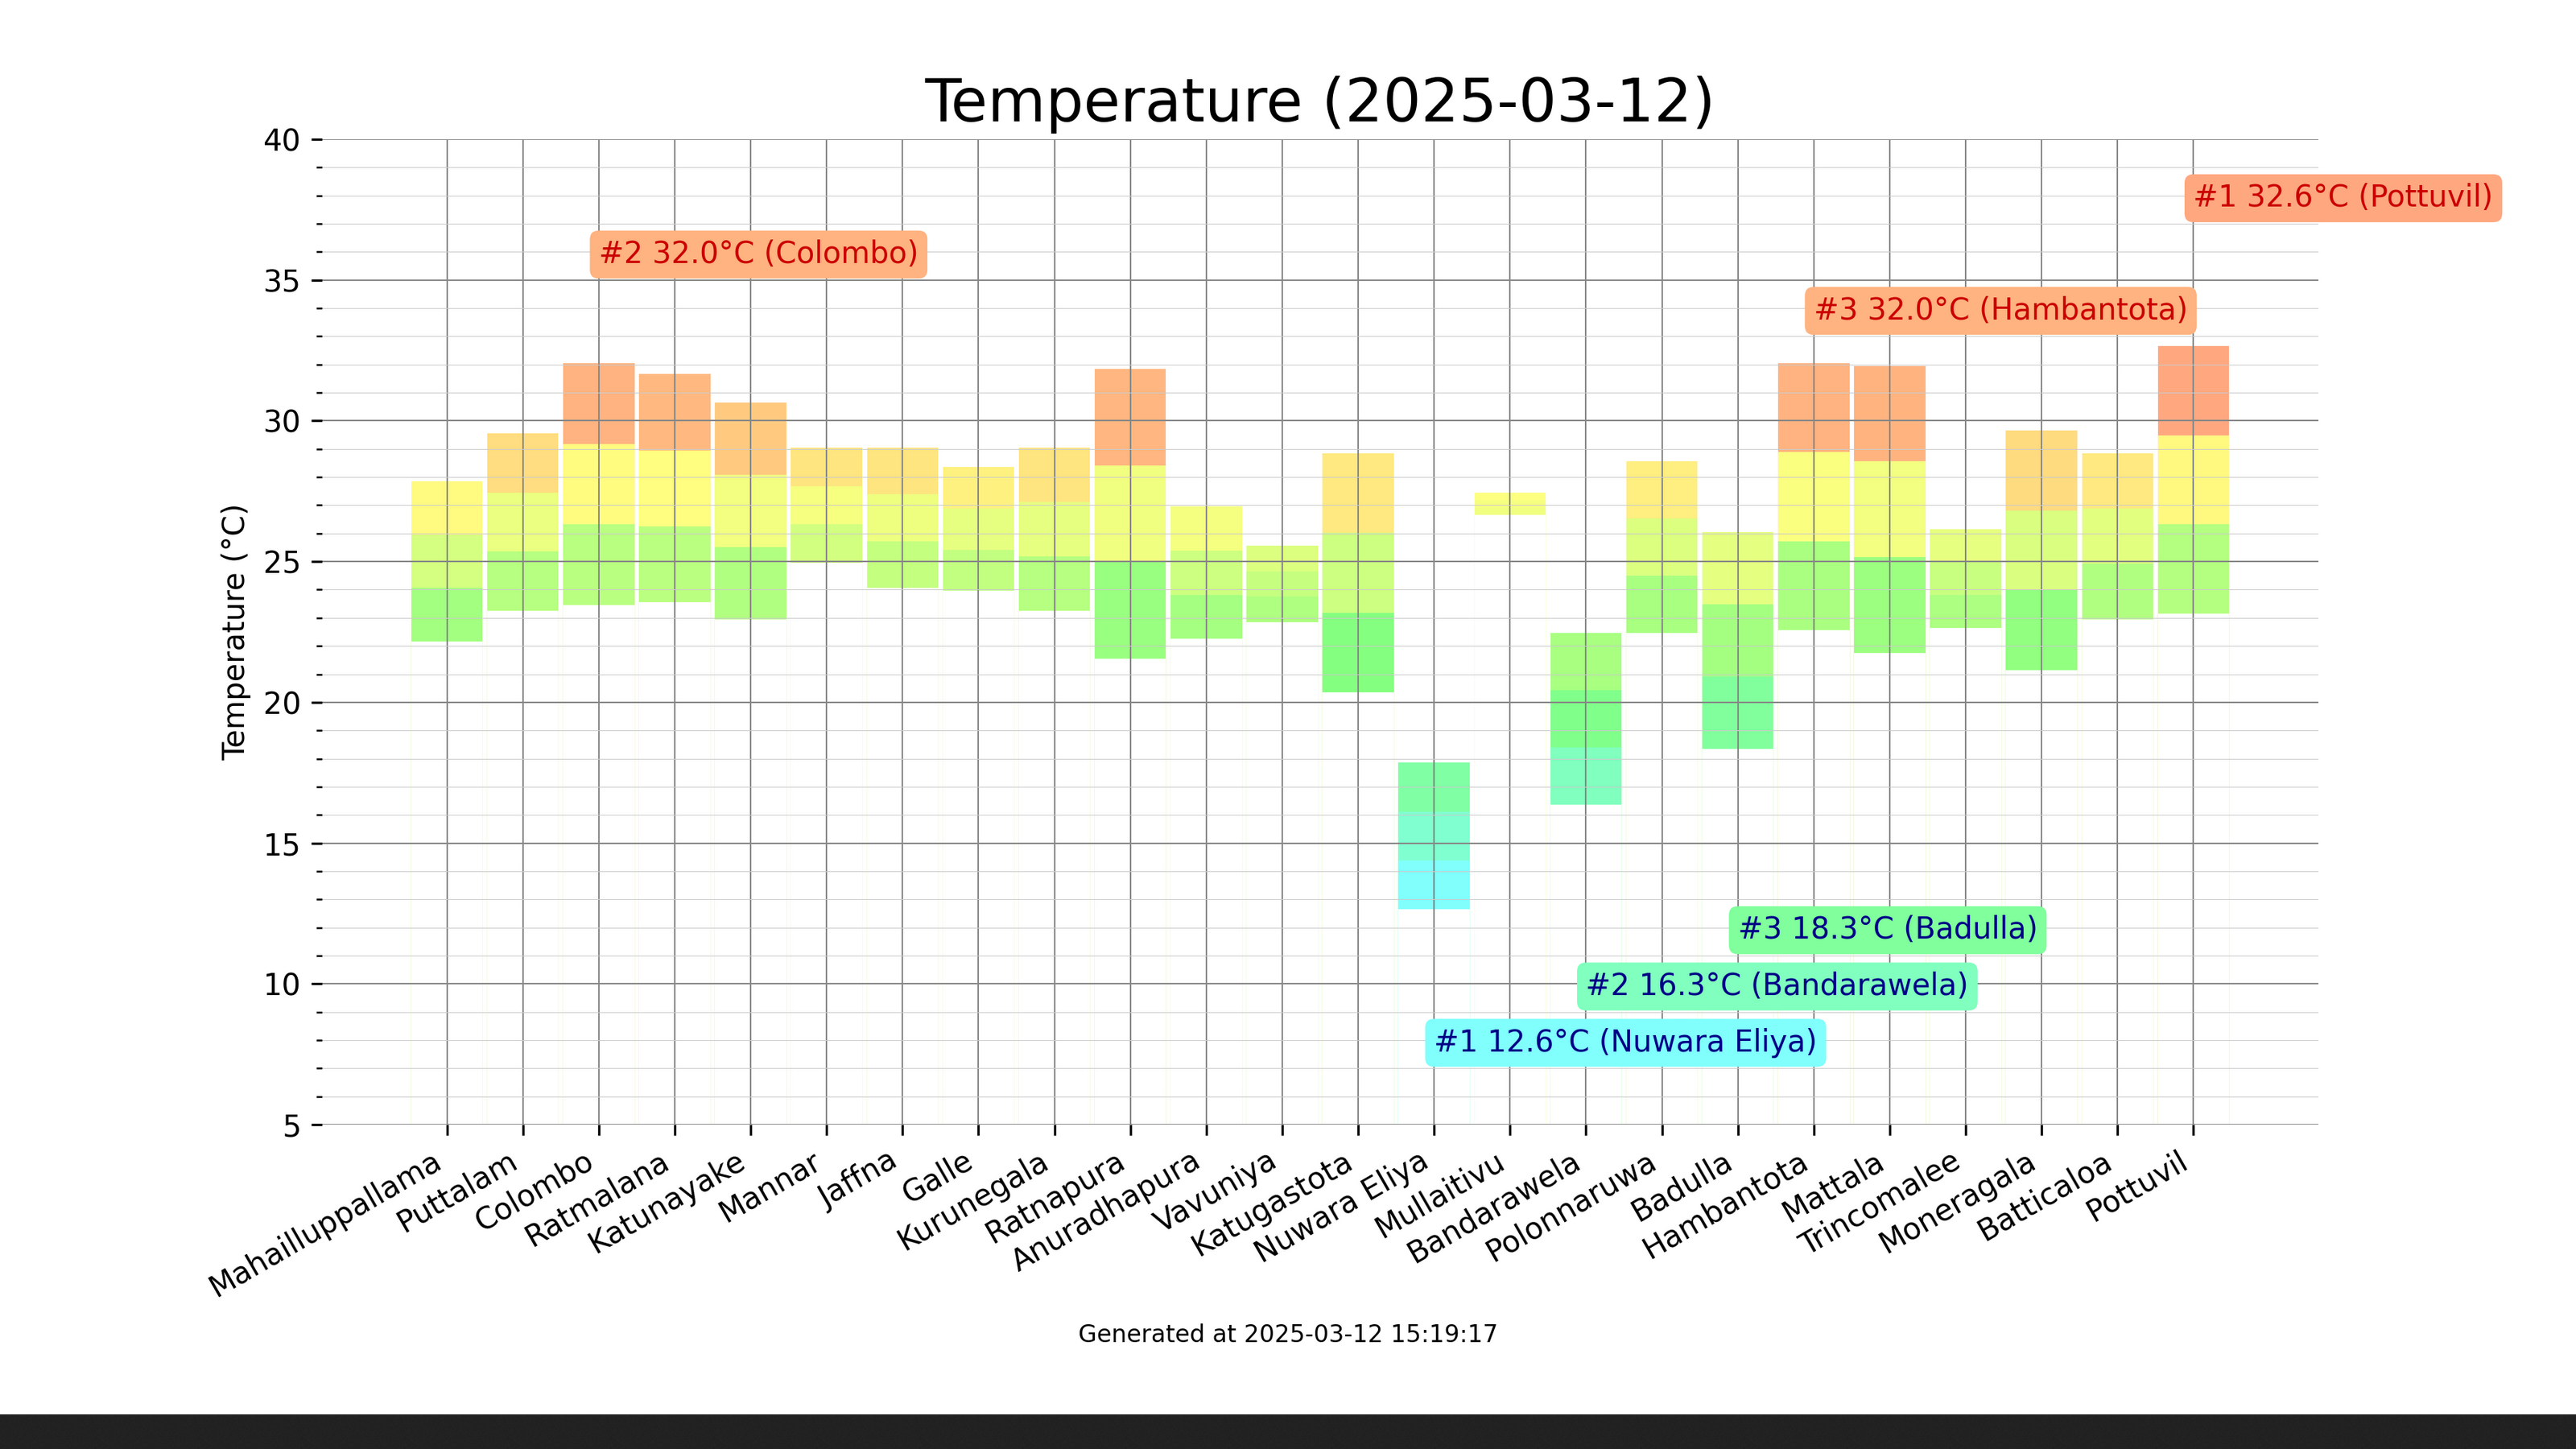 Temperature (2025-03-12)
40
35
30
25
20
15
10
5
Temperature (°C)
#1 32.6°C (Pottuvil)
#2 32.0°C (Colombo)
#3 32.0°C (Hambantota)
#3 18.3°C (Badulla)
#2 16.3°C (Bandarawela)
#1 12.6°C (Nuwara Eliya)
Mahailluppallama
Puttalam
Colombo
Ratmalana
Katunayake
Mannar
Jaffna
Galle
Kurunegala
Ratnapura
Anuradhapura
Vavuniya
Katugastota
Nuwara Eliya
Mullaitivu
Bandarawela
Polonnaruwa
Badulla
Hambantota
Mattala
Trincomalee
Moneragala
Batticaloa
Pottuvil
Generated at 2025-03-12 15:19:17